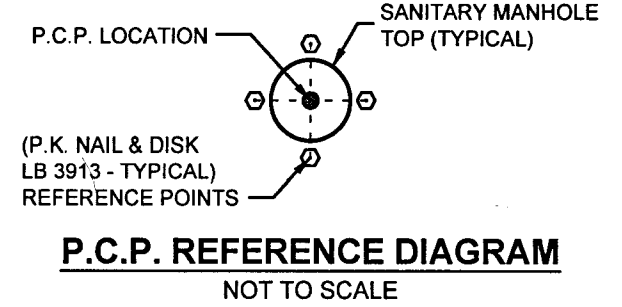 SANITARY MANHOLE
TOP (TYPICAL)
P.C.P. LOCATION
(P.K. NAIL & DISK
LB 3913 - TYPICAL)
REFERENCE POINTS
P.C.P. REFERENCE DIAGRAM
NOT TO SCALE